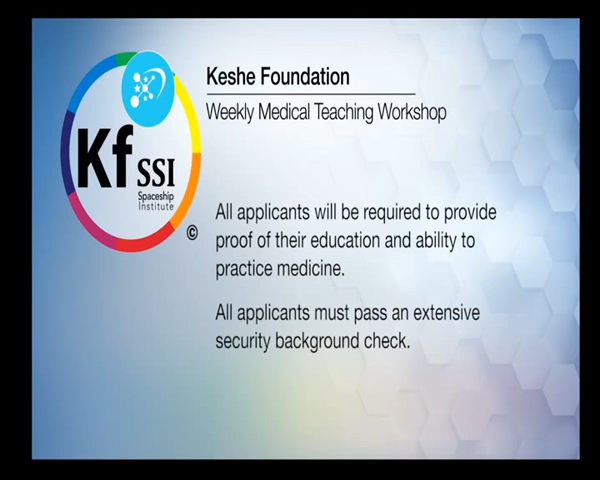 Keshe Foundation
Weekly Medical Teaching Workshop
Kf SSI
Spaceship
Institute
©
All applicants will be required to provide
proof of their education and ability to
practice medicine.
All applicants must pass an extensive
security background check.